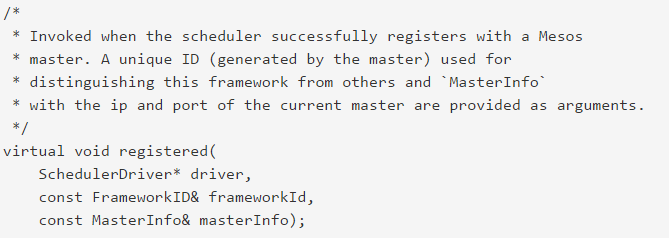 /*
 * Invoked when the scheduler successfully registers with a Mesos
 * master. A unique ID (generated by the master) used for
 * distinguishing this framework from others and `MasterInfo`
 * with the ip and port of the current master are provided as arguments.
 */
virtual void registered(
    SchedulerDriver* driver,
    const FrameworkID& frameworkId,
    const MasterInfo& masterInfo);